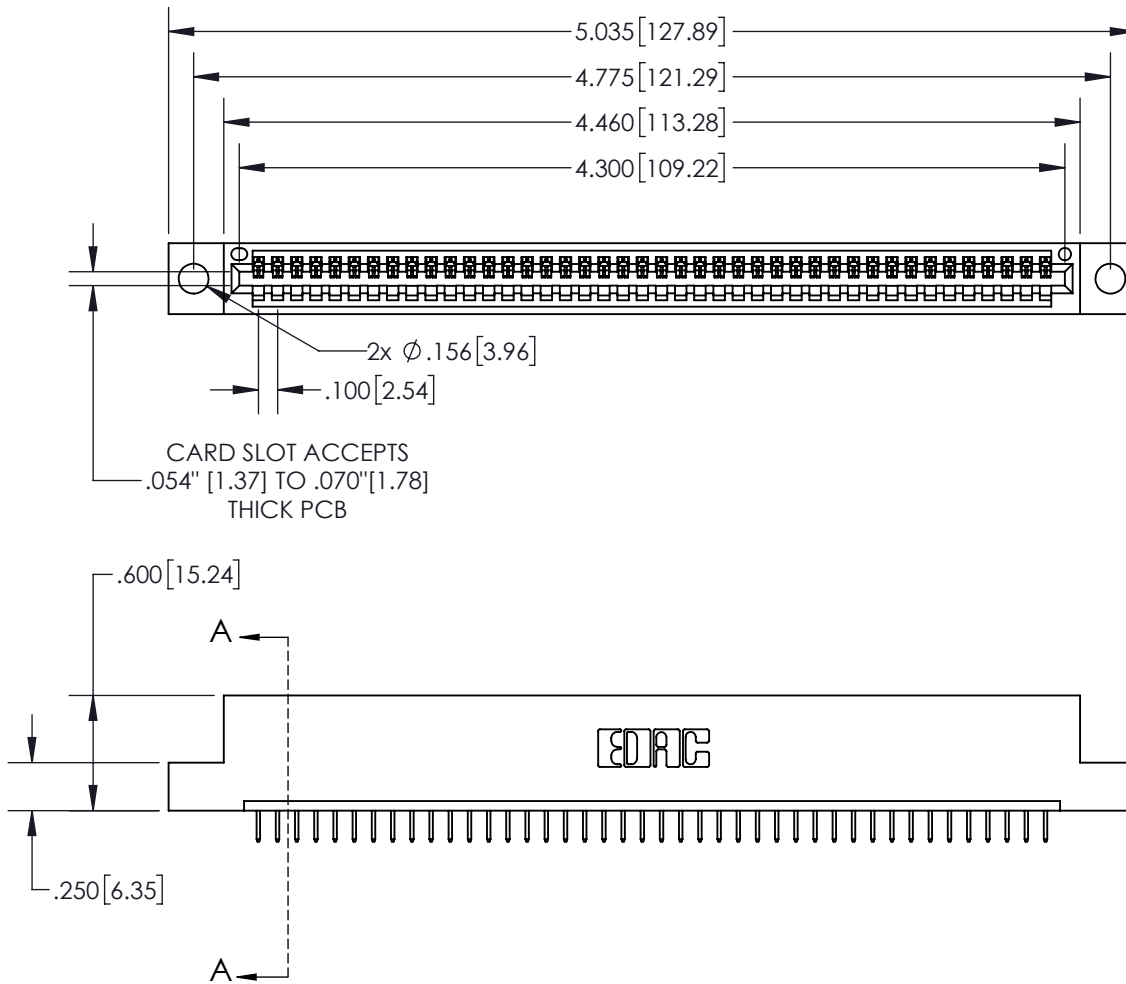 5.035[127.89]
4.775[121.29]
4.460[113.28]
4.300[109.22]
2x Ø.156[3.96]
.100[2.54]
CARD SLOT ACCEPTS
.054" [1.37] TO .070"[1.78]
THICK PCB
.600[15.24]
A
EDAC
.250[6.35]
A